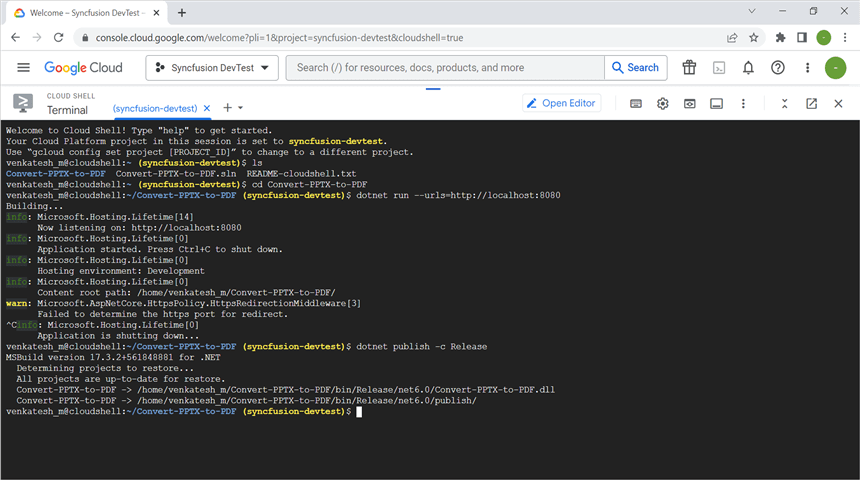 Welcome – Syncfusion DevTest –
console.cloud.google.com/welcome?pli=1&project=syncfusion-devtest&cloudshell=true
Google Cloud
Syncfusion DevTest
Search (/) for resources, docs, products, and more
Search
CLOUD SHELL
Terminal
(syncfusion-devtest)
Open Editor
Welcome to Cloud Shell! Type "help" to get started.
Your Cloud Platform project in this session is set to syncfusion-devtest.
Use “gcloud config set project [PROJECT_ID]” to change to a different project.
venkatesh_m@cloudshell:~ (syncfusion-devtest)$ ls
Convert-PPTX-to-PDF  Convert-PPTX-to-PDF.sln  README-cloudshell.txt
venkatesh_m@cloudshell:~ (syncfusion-devtest)$ cd Convert-PPTX-to-PDF
venkatesh_m@cloudshell:~/Convert-PPTX-to-PDF (syncfusion-devtest)$ dotnet run --urls=http://localhost:8080
Building...
info: Microsoft.Hosting.Lifetime[14]
      Now listening on: http://localhost:8080
info: Microsoft.Hosting.Lifetime[0]
      Application started. Press Ctrl+C to shut down.
info: Microsoft.Hosting.Lifetime[0]
      Hosting environment: Development
info: Microsoft.Hosting.Lifetime[0]
      Content root path: /home/venkatesh_m/Convert-PPTX-to-PDF/
warn: Microsoft.AspNetCore.HttpsPolicy.HttpsRedirectionMiddleware[3]
      Failed to determine the https port for redirect.
^Cinfo: Microsoft.Hosting.Lifetime[0]
      Application is shutting down...
venkatesh_m@cloudshell:~/Convert-PPTX-to-PDF (syncfusion-devtest)$ dotnet publish -c Release
MSBuild version 17.3.2+561848881 for .NET
  Determining projects to restore...
  All projects are up-to-date for restore.
  Convert-PPTX-to-PDF -> /home/venkatesh_m/Convert-PPTX-to-PDF/bin/Release/net6.0/Convert-PPTX-to-PDF.dll
  Convert-PPTX-to-PDF -> /home/venkatesh_m/Convert-PPTX-to-PDF/bin/Release/net6.0/publish/
venkatesh_m@cloudshell:~/Convert-PPTX-to-PDF (syncfusion-devtest)$